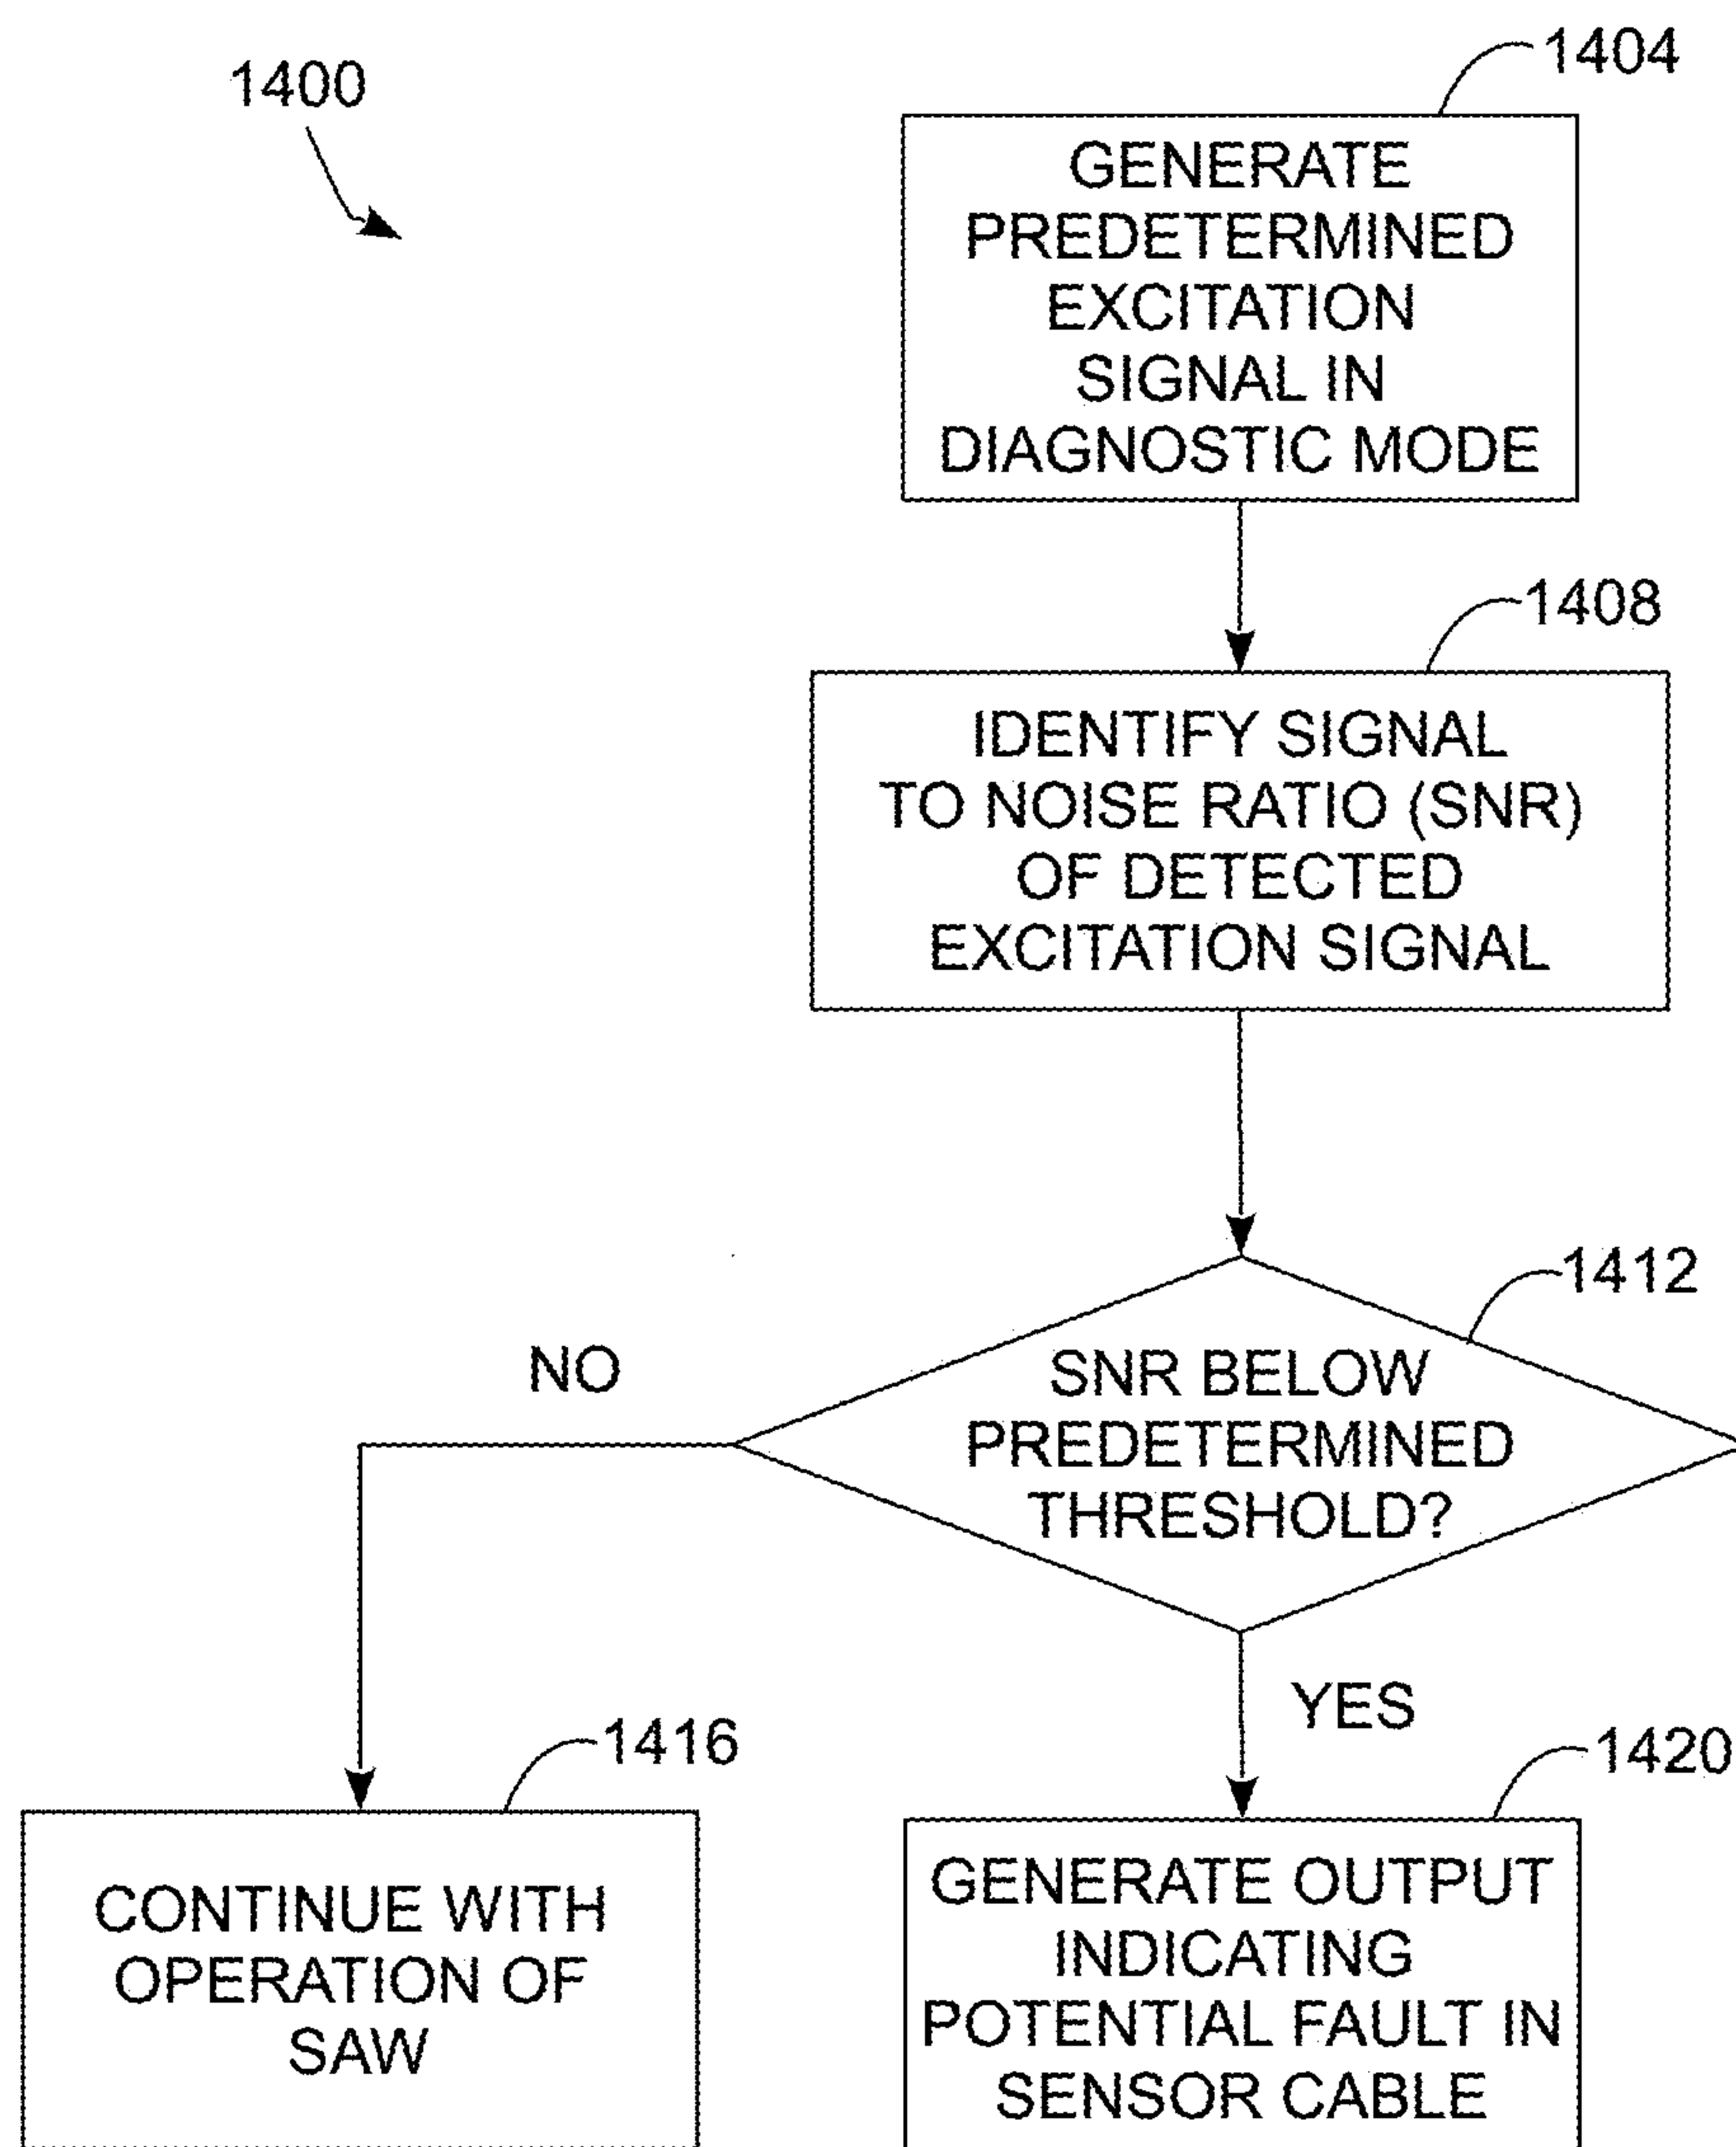 1400
1404
GENERATE
PREDETERMINED
EXCITATION
SIGNAL IN
DIAGNOSTIC MODE
1408
IDENTIFY SIGNAL
TO NOISE RATIO (SNR)
OF DETECTED
EXCITATION SIGNAL
1412
SNR BELOW
PREDETERMINED
THRESHOLD?
NO
YES
1416
CONTINUE WITH
OPERATION OF
SAW
1420
GENERATE OUTPUT
INDICATING
POTENTIAL FAULT IN
SENSOR CABLE